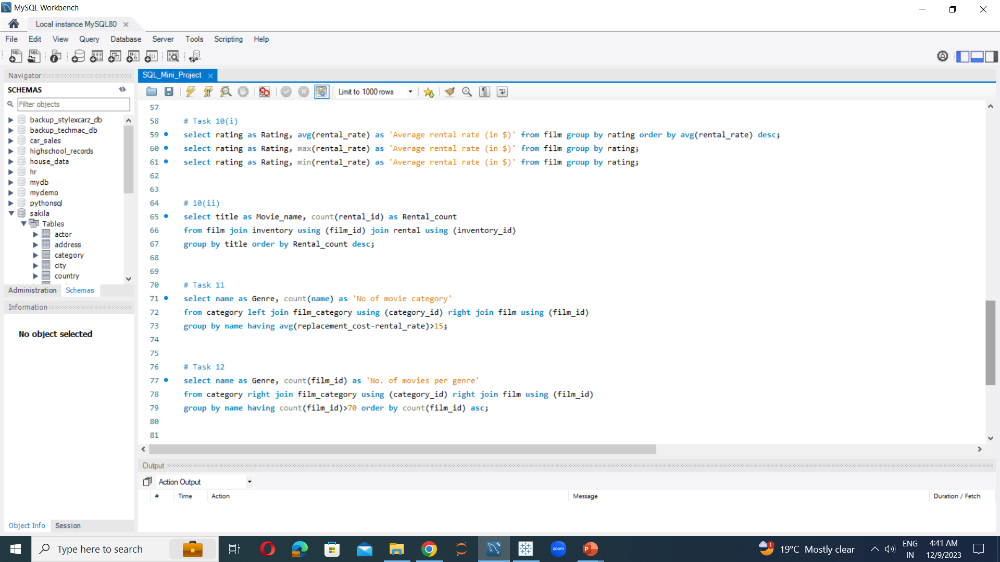 MySQL Workbench
Local instance MySQL80
File Edit View Query Database Server Tools Scripting Help
Navigator
SCHEMAS
Filter objects
backup_stylexcarz_db
backup_techmac_db
car_sales
highschool_records
house_data
hr
mydb
mydemo
pythonsql
sakila
Tables
actor
address
category
city
country
Administration Schemas
Information
No object selected
Object Info Session
SQL_Mini_Project
Limit to 1000 rows
57
58 # Task 10(i)
59 select rating as Rating, avg(rental_rate) as 'Average rental rate (in $)' from film group by rating order by avg(rental_rate) desc;
60 select rating as Rating, max(rental_rate) as 'Average rental rate (in $)' from film group by rating;
61 select rating as Rating, min(rental_rate) as 'Average rental rate (in $)' from film group by rating;
62
63
64 # 10(ii)
65 select title as Movie_name, count(rental_id) as Rental_count
66 from film join inventory using (film_id) join rental using (inventory_id)
67 group by title order by Rental_count desc;
68
69
70 # Task 11
71 select name as Genre, count(name) as 'No of movie category'
72 from category left join film_category using (category_id) right join film using (film_id)
73 group by name having avg(replacement_cost-rental_rate)>15;
74
75
76 # Task 12
77 select name as Genre, count(film_id) as 'No. of movies per genre'
78 from category right join film_category using (category_id) right join film using (film_id)
79 group by name having count(film_id)>70 order by count(film_id) asc;
80
81
Output
Action Output
# Time Action Message Duration / Fetch
Type here to search
zoom
1
19°C Mostly clear
ENG
IN
4:41 AM
12/9/2023